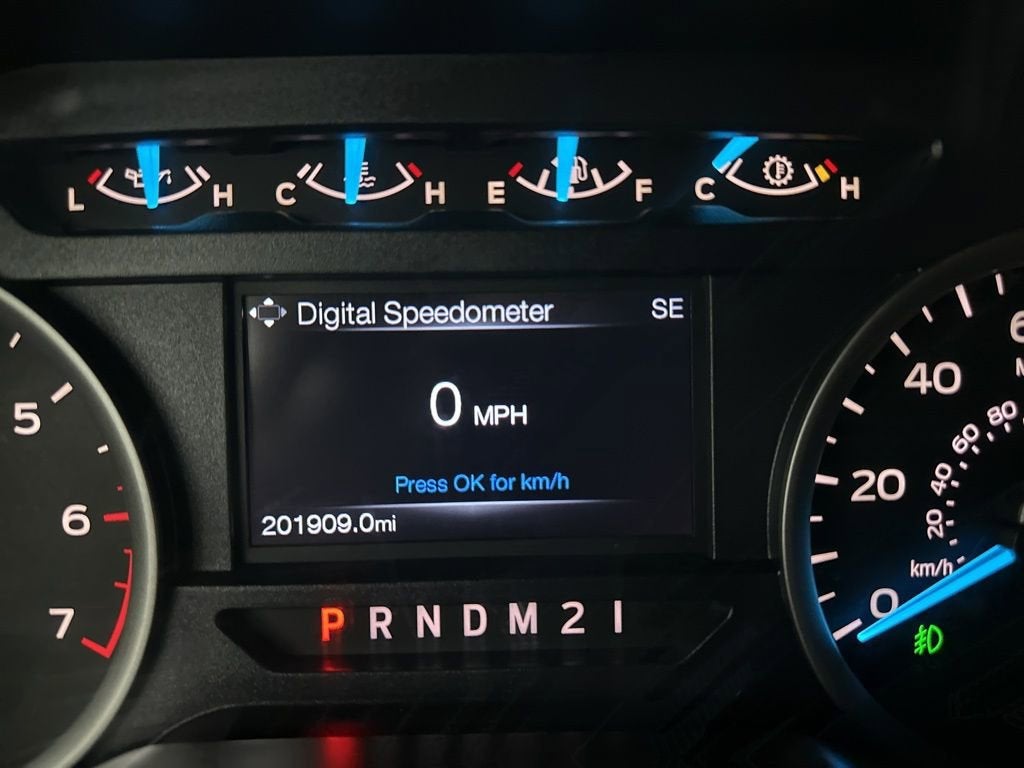 L H C H E F C H
Digital Speedometer SE
0 MPH
Press OK for km/h
201909.0mi
P R N D M 2 1
5
6
7
0
20
40
20
40
60
80
km/h